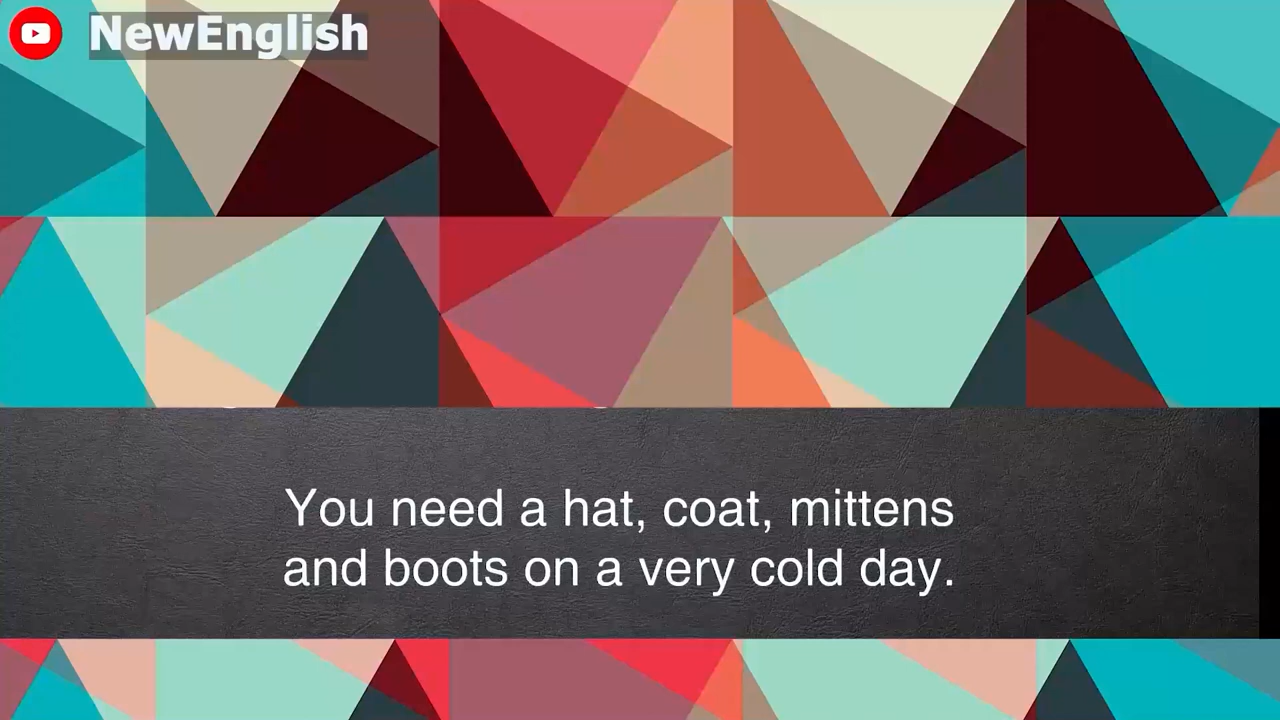 NewEnglish
You need a hat, coat, mittens
and boots on a very cold day.